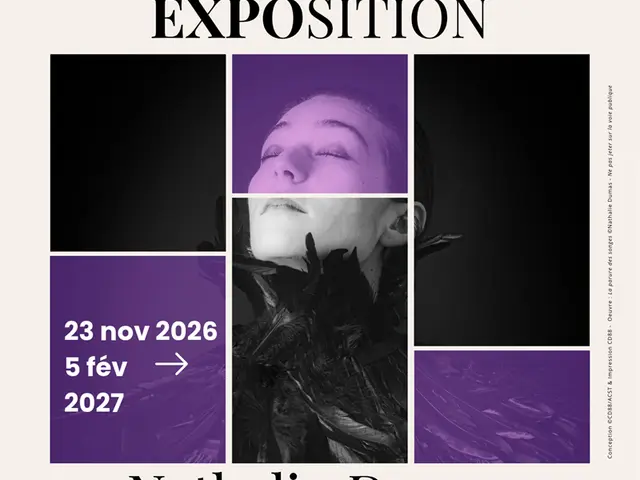 EXPOSITION
23 nov 2026
5 fév →
2027
Conception ©CD88/ACST & Impression CD88 - Oeuvre : La parure des songes ©Nathalie Dumas - Ne pas jeter sur la voie publique